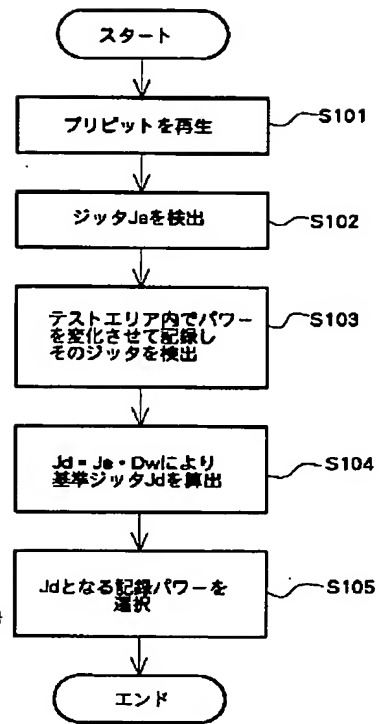 スタート
プリピットを再生
S101
ジッタJaを検出
S102
テストエリア内でパワー
を変化させて記録し
そのジッタを検出
S103
Jd = Ja・Dwにより
基準ジッタJdを算出
S104
Jdとなる記録パワーを
選択
S105
エンド